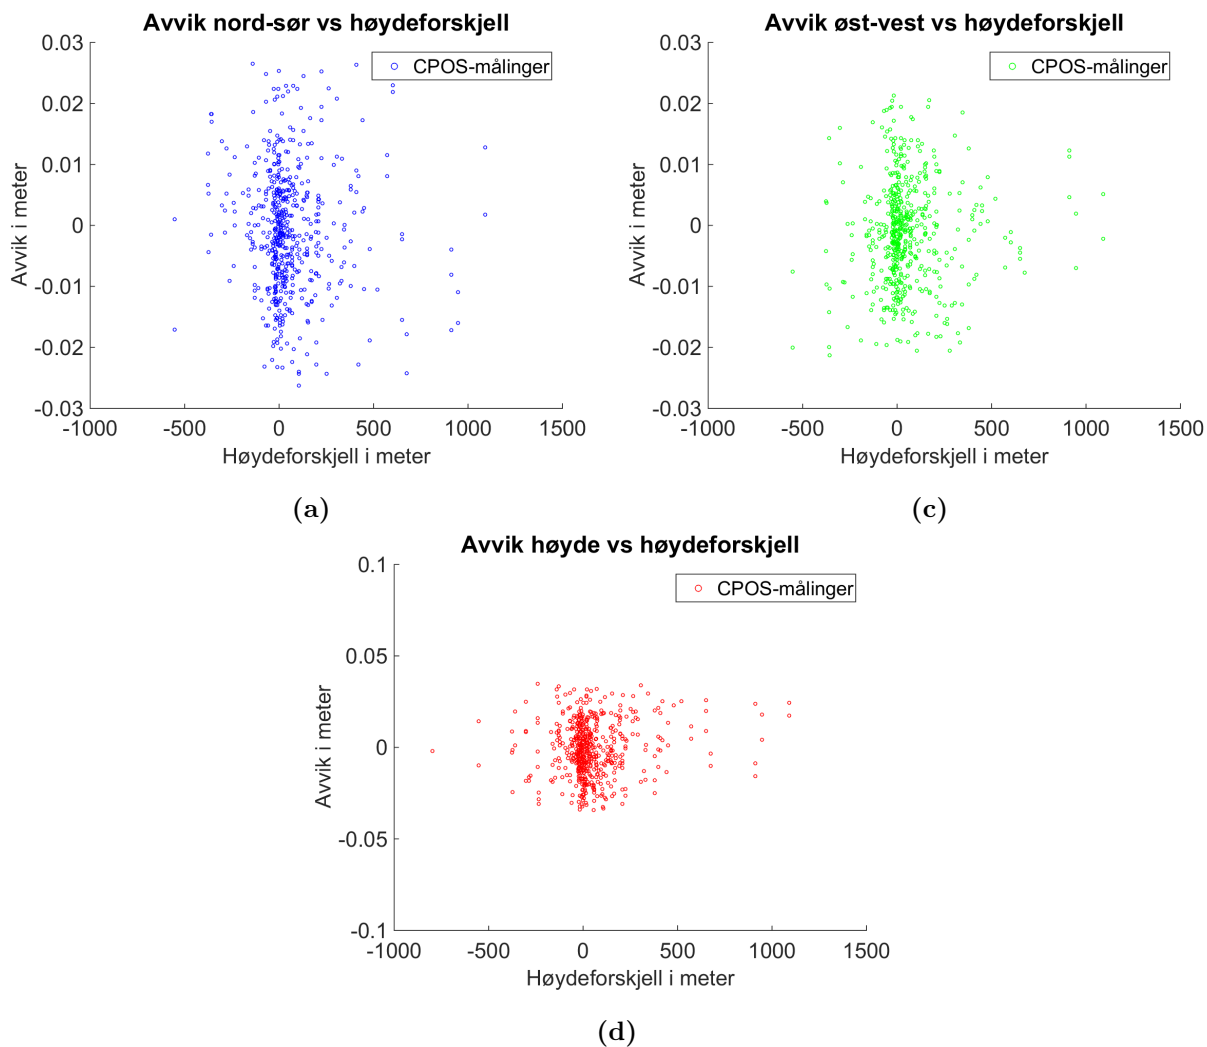 Avvik nord-sør vs høydeforskjell
0.03
CPOS-målinger
0.02
0.01
0
-0.01
-0.02
-0.03
Avvik i meter
-1000 -500 0 500 1000 1500
Høydeforskjell i meter
(a)
Avvik øst-vest vs høydeforskjell
0.03
CPOS-målinger
0.02
0.01
0
-0.01
-0.02
-0.03
Avvik i meter
-1000 -500 0 500 1000 1500
Høydeforskjell i meter
(c)
Avvik høyde vs høydeforskjell
0.1
CPOS-målinger
0.05
0
-0.05
-0.1
Avvik i meter
-1000 -500 0 500 1000 1500
Høydeforskjell i meter
(d)